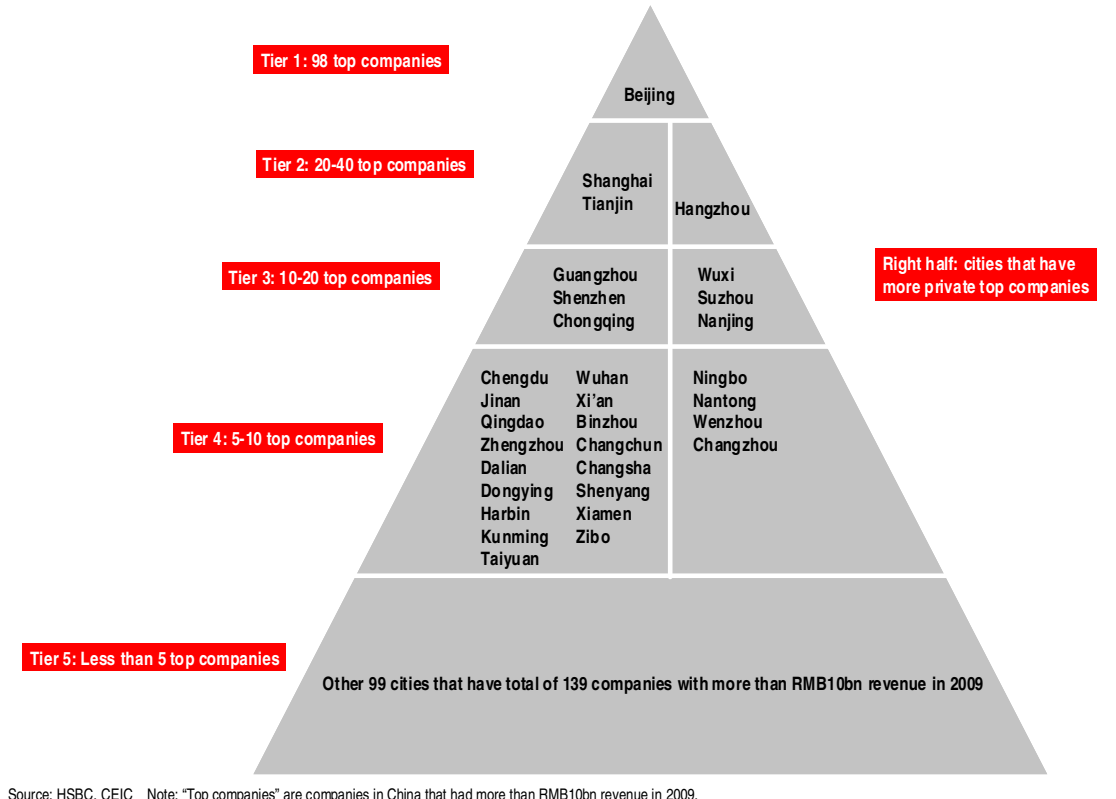 Tier 1: 98 top companies
Beijing
Tier 2: 20-40 top companies
Shanghai
Tianjin
Hangzhou
Tier 3: 10-20 top companies
Guangzhou
Shenzhen
Chongqing
Wuxi
Suzhou
Nanjing
Right half: cities that have
more private top companies
Tier 4: 5-10 top companies
Chengdu
Jinan
Qingdao
Zhengzhou
Dalian
Dongying
Harbin
Kunming
Taiyuan
Wuhan
Xi'an
Binzhou
Changchun
Changsha
Shenyang
Xiamen
Zibo
Ningbo
Nantong
Wenzhou
Changzhou
Tier 5: Less than 5 top companies
Other 99 cities that have total of 139 companies with more than RMB10bn revenue in 2009
Source: HSBC, CEIC Note: “Top companies” are companies in China that had more than RMB10bn revenue in 2009.